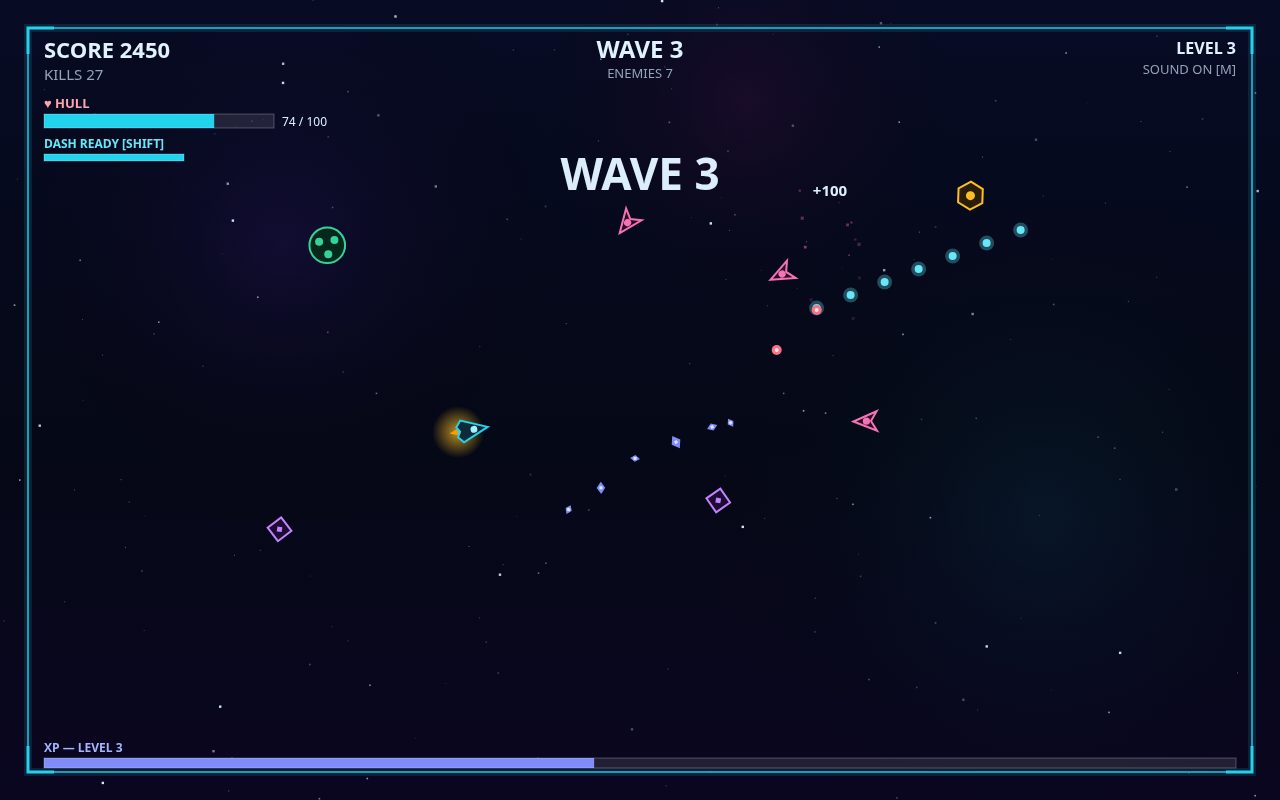 SCORE 2450
KILLS 27
WAVE 3
ENEMIES 7
LEVEL 3
SOUND ON [M]
♥ HULL
74 / 100
DASH READY [SHIFT]
WAVE 3
+100
XP — LEVEL 3